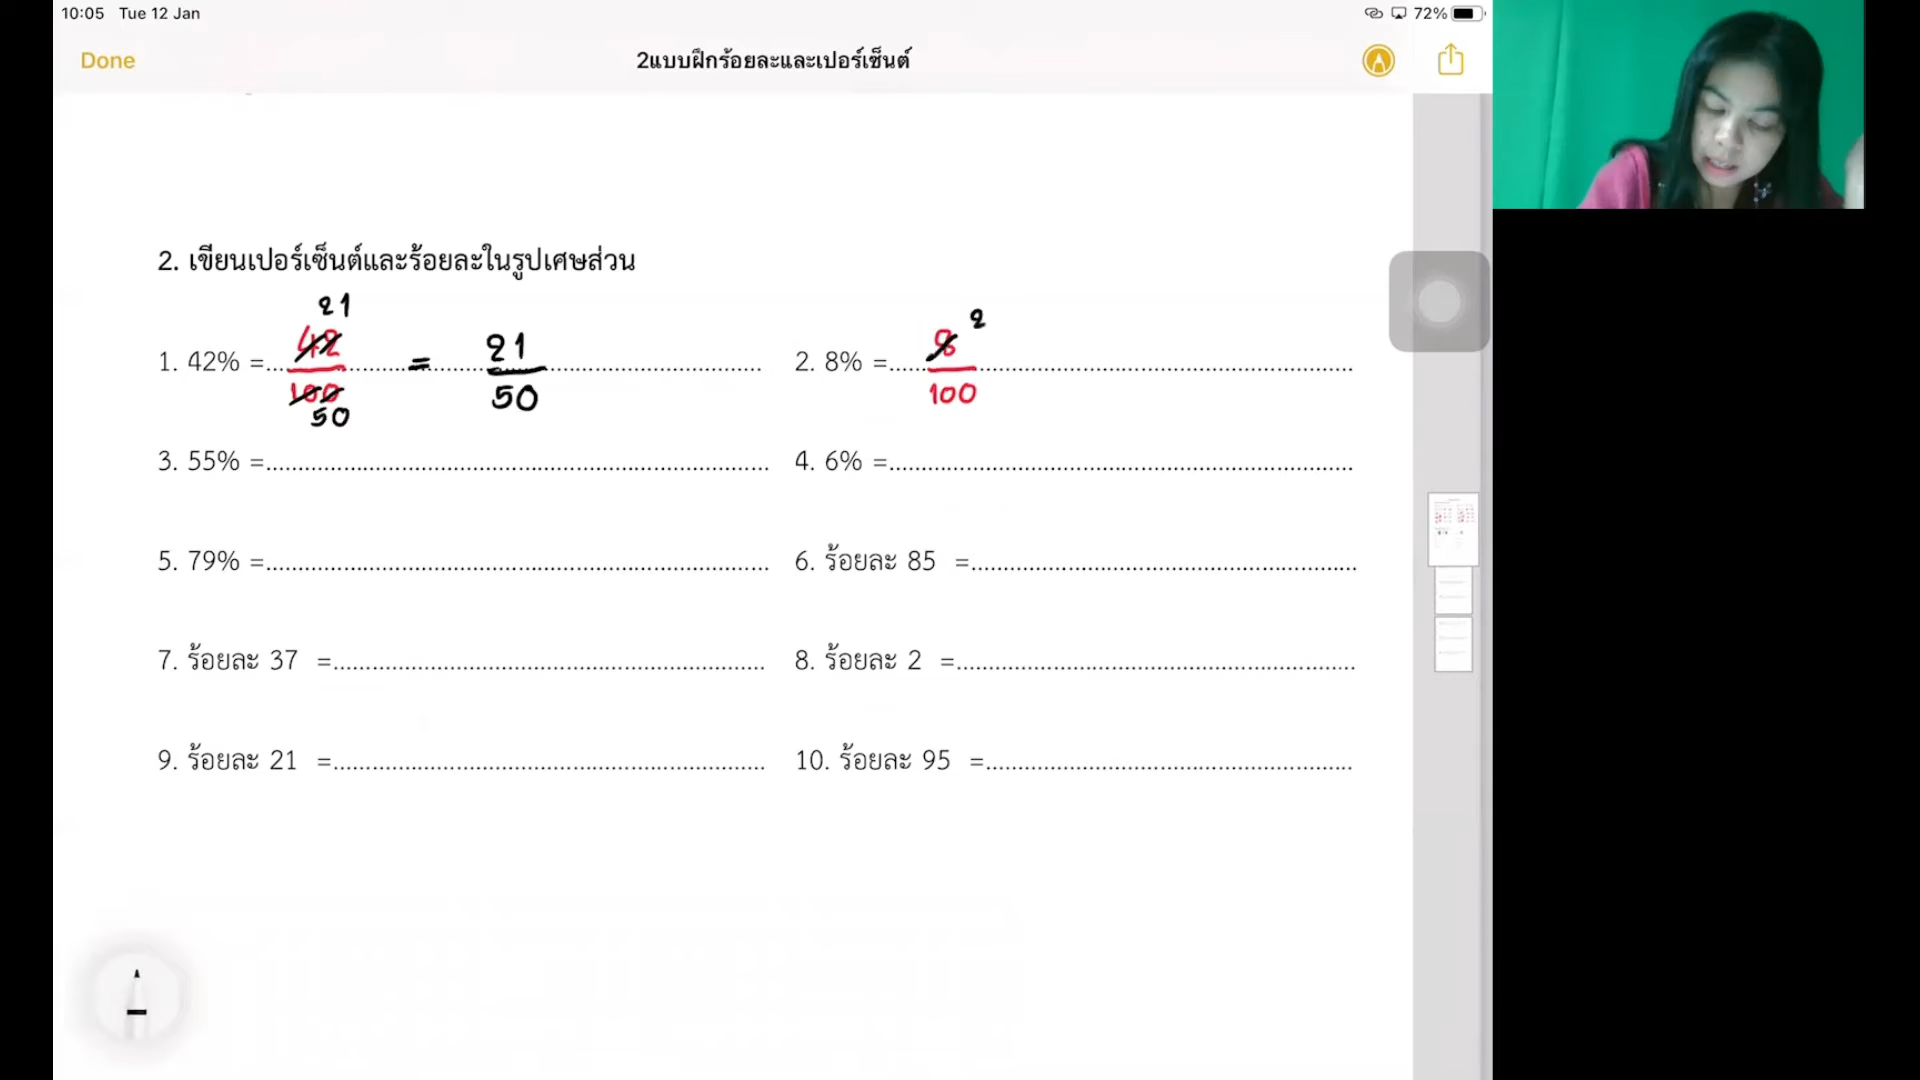 10:05 Tue 12 Jan 72%
Done 2แบบฝึกร้อยละและเปอร์เซ็นต์
2. เขียนเปอร์เซ็นต์และร้อยละในรูปเศษส่วน
21
1. 42% = 42/100 = 21/50
50
2
2. 8% = 8/100
3. 55% =
4. 6% =
5. 79% =
6. ร้อยละ 85 =
7. ร้อยละ 37 =
8. ร้อยละ 2 =
9. ร้อยละ 21 =
10. ร้อยละ 95 =